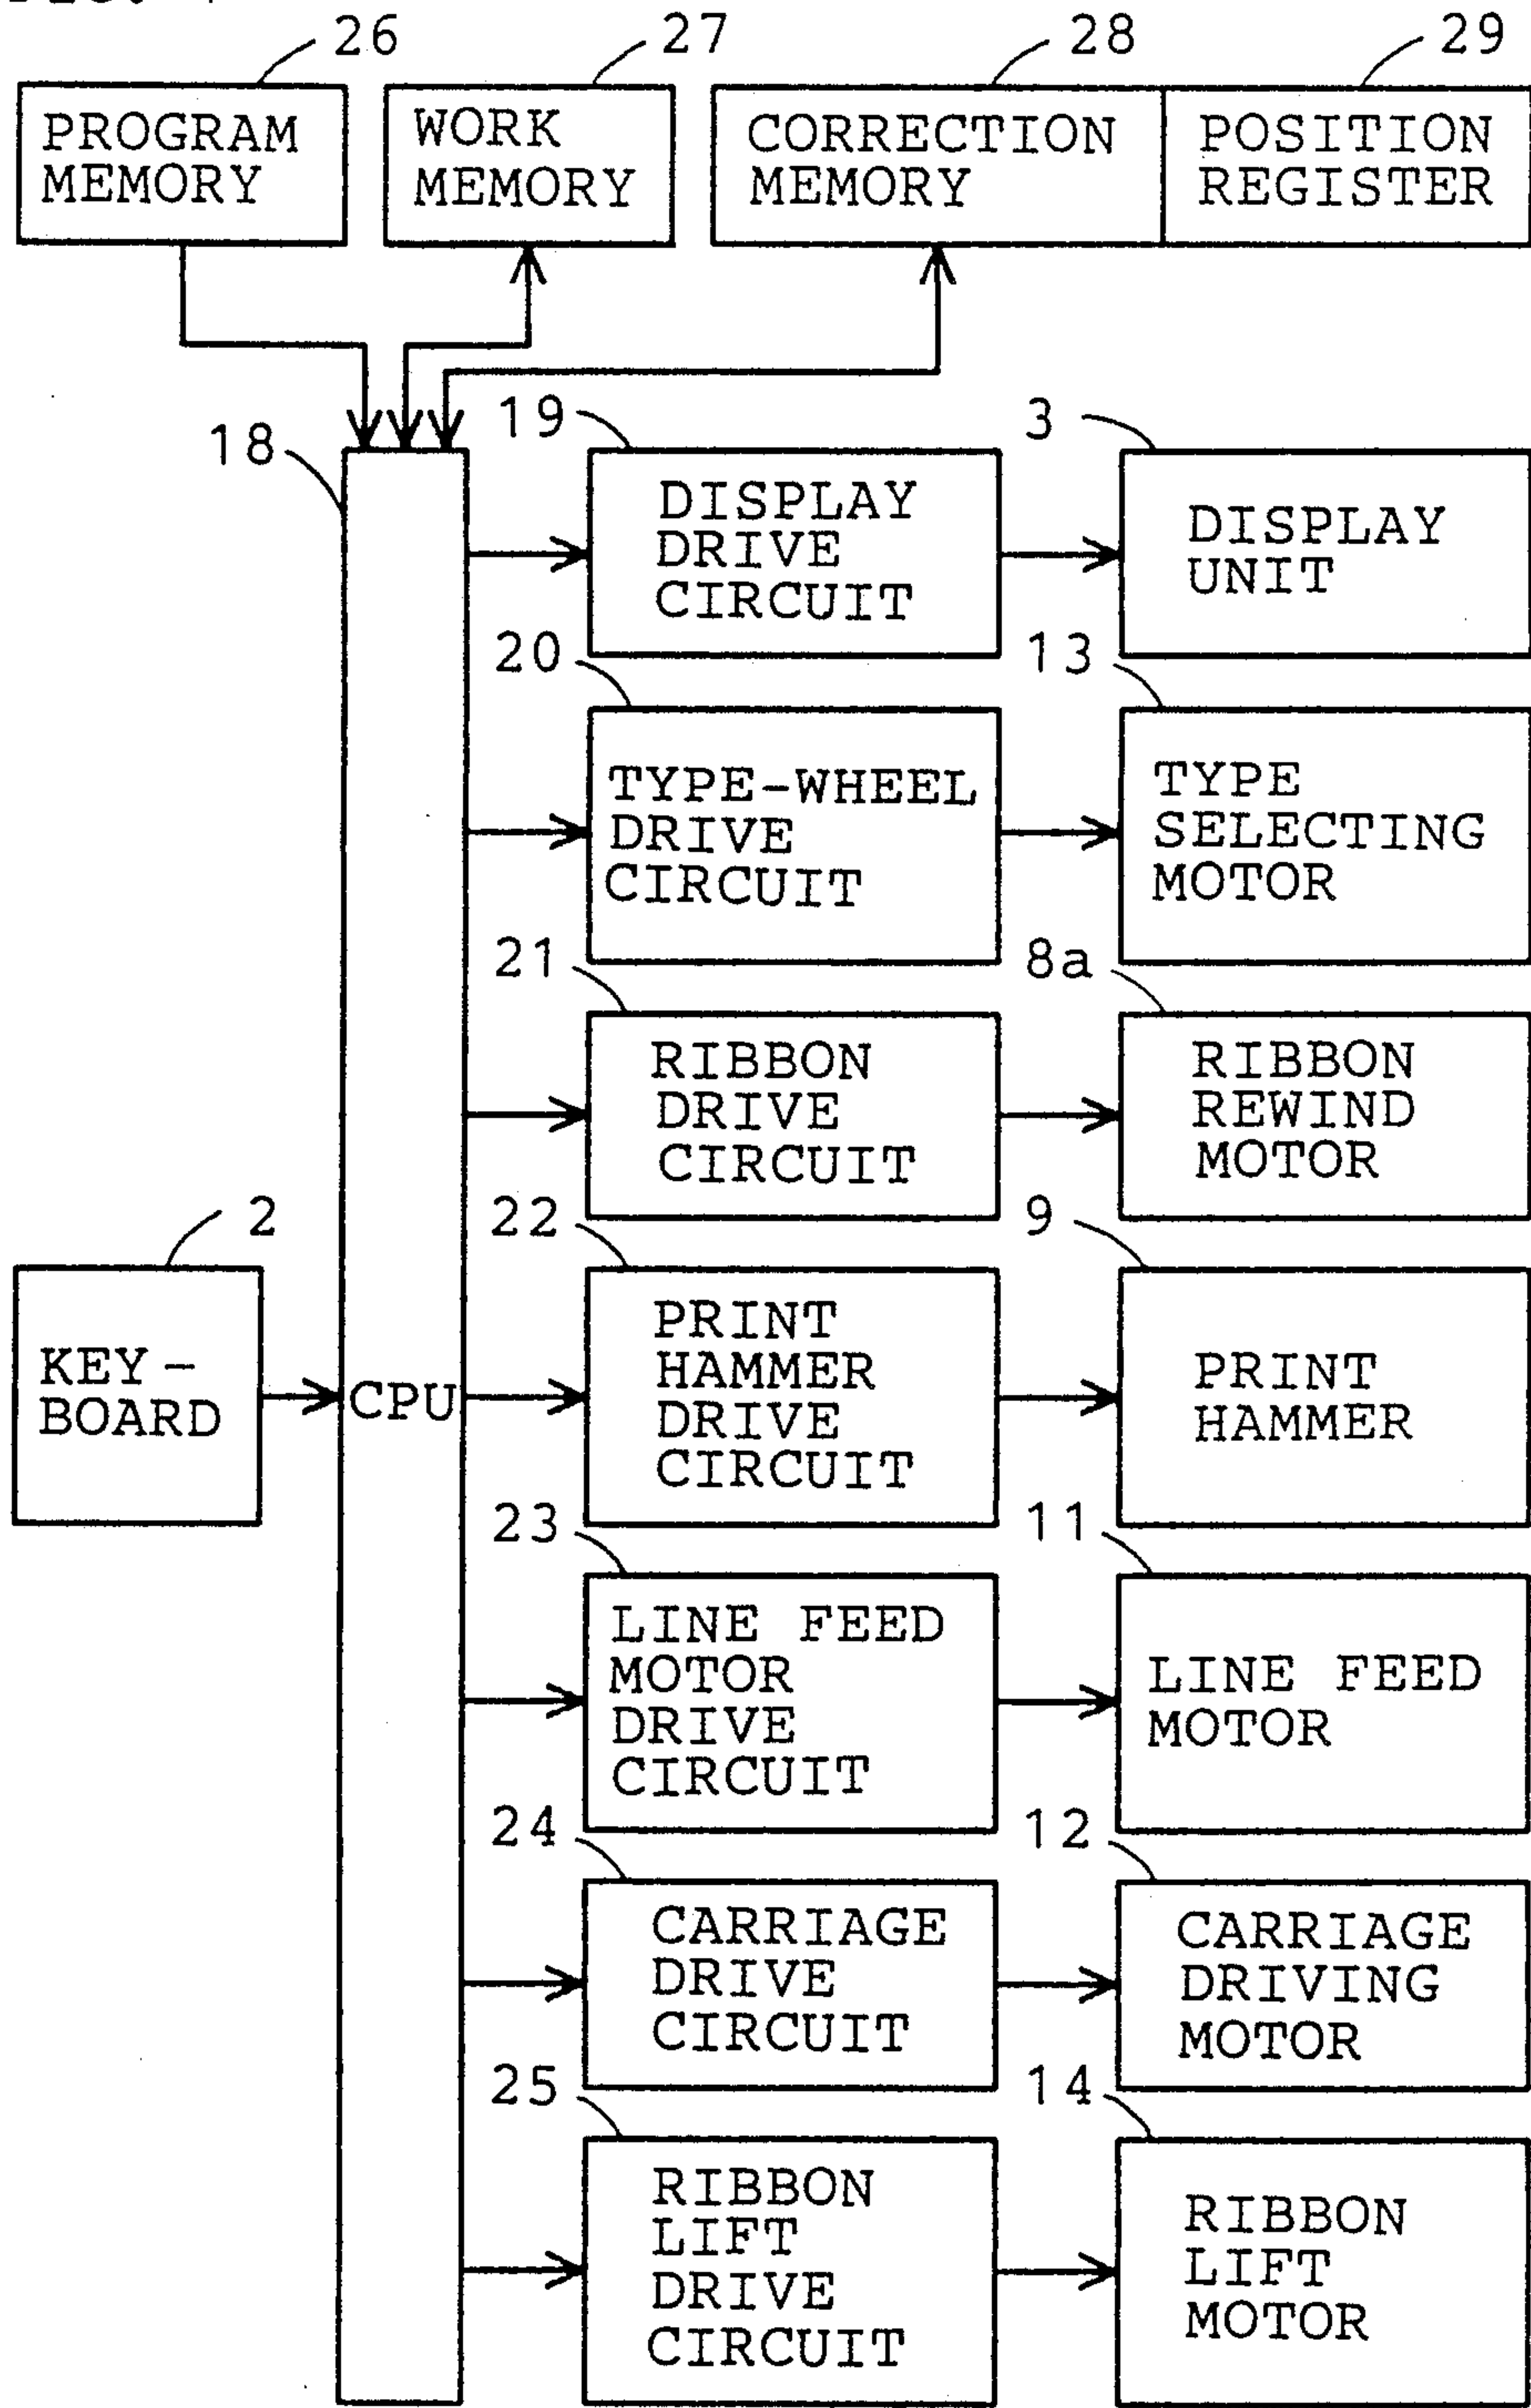 26
27
28
29
PROGRAM
MEMORY
WORK
MEMORY
CORRECTION
MEMORY
POSITION
REGISTER
18
19
3
DISPLAY
DRIVE
CIRCUIT
DISPLAY
UNIT
20
13
TYPE-WHEEL
DRIVE
CIRCUIT
TYPE
SELECTING
MOTOR
21
8a
RIBBON
DRIVE
CIRCUIT
RIBBON
REWIND
MOTOR
2
22
9
KEY-
BOARD
CPU
PRINT
HAMMER
DRIVE
CIRCUIT
PRINT
HAMMER
23
11
LINE FEED
MOTOR
DRIVE
CIRCUIT
LINE FEED
MOTOR
24
12
CARRIAGE
DRIVE
CIRCUIT
CARRIAGE
DRIVING
MOTOR
25
14
RIBBON
LIFT
DRIVE
CIRCUIT
RIBBON
LIFT
MOTOR